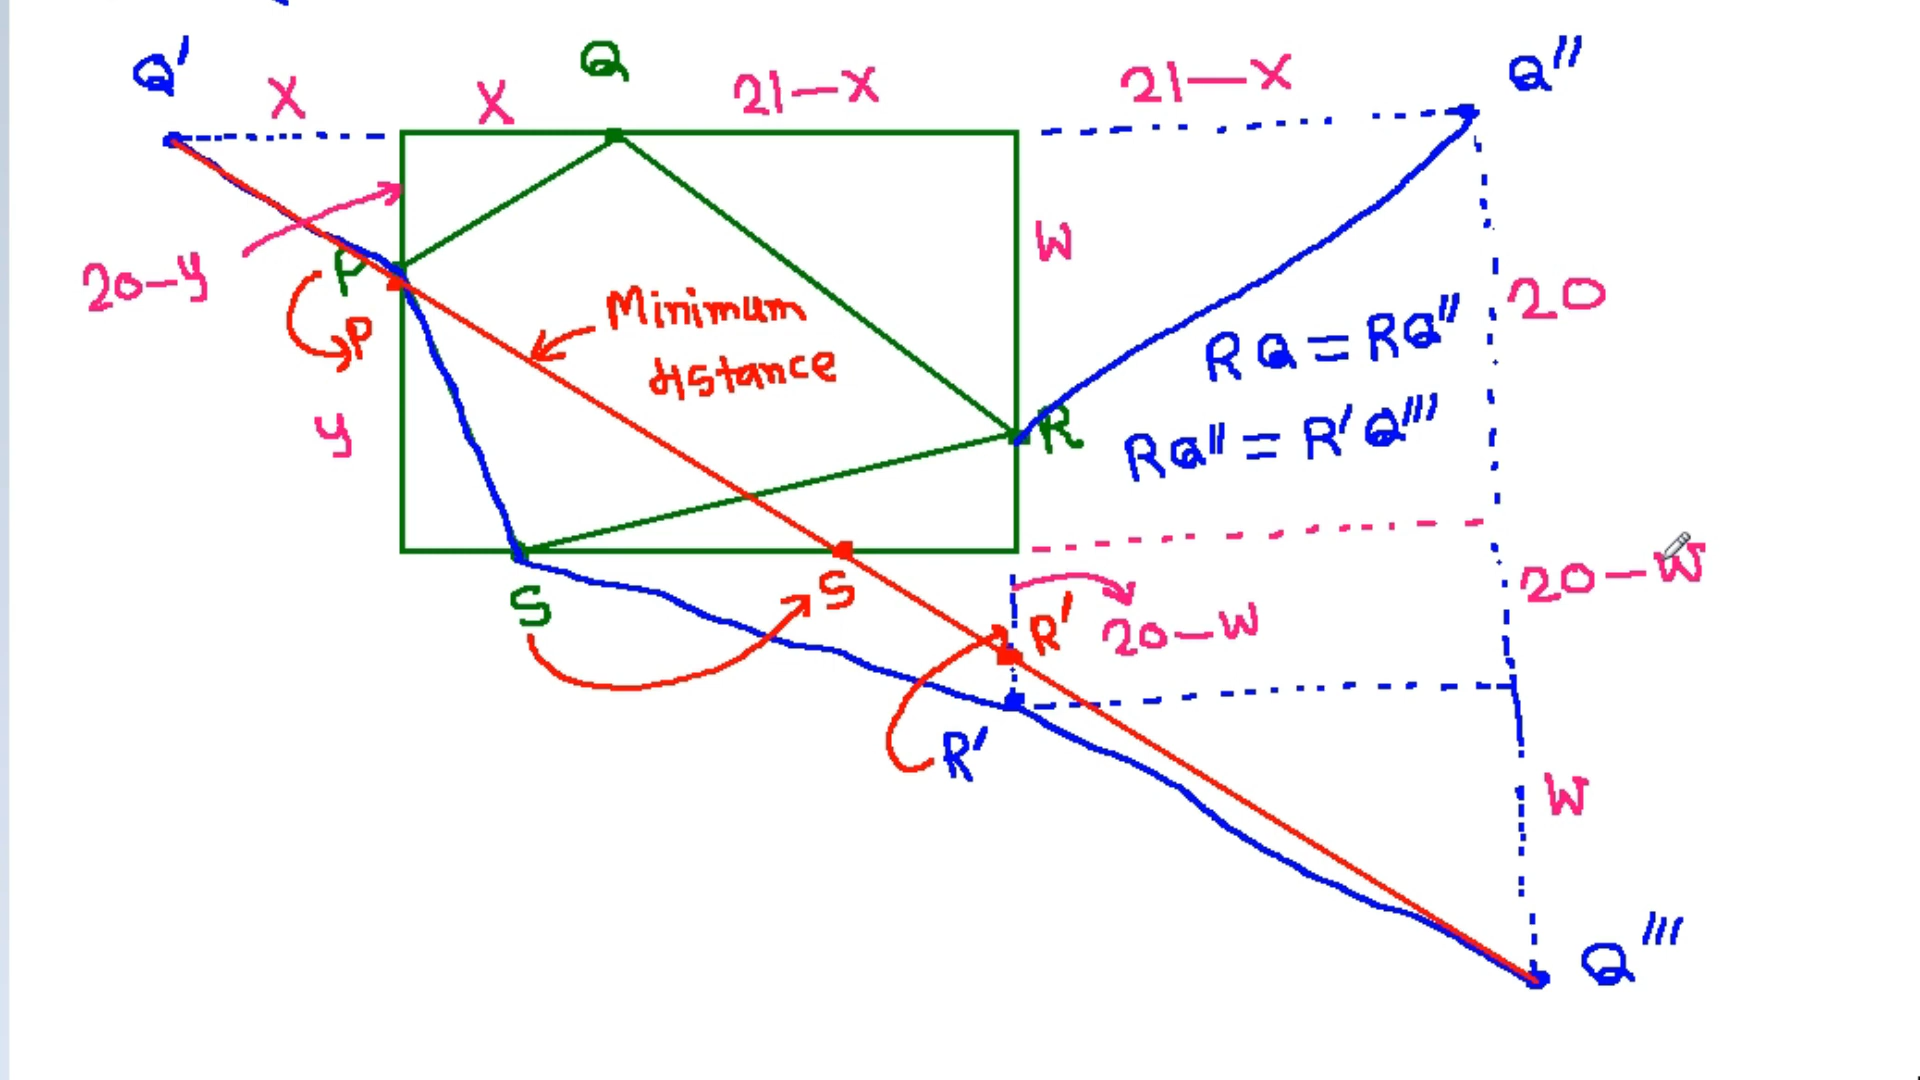 Q'
X
X
Q
21-X
21-X
Q''
20-y
P
P
y
Minimum
distance
W
R
RQ = RQ''
RQ'' = R'Q'''
20
20-W
S
S
R'
20-W
R'
W
Q'''